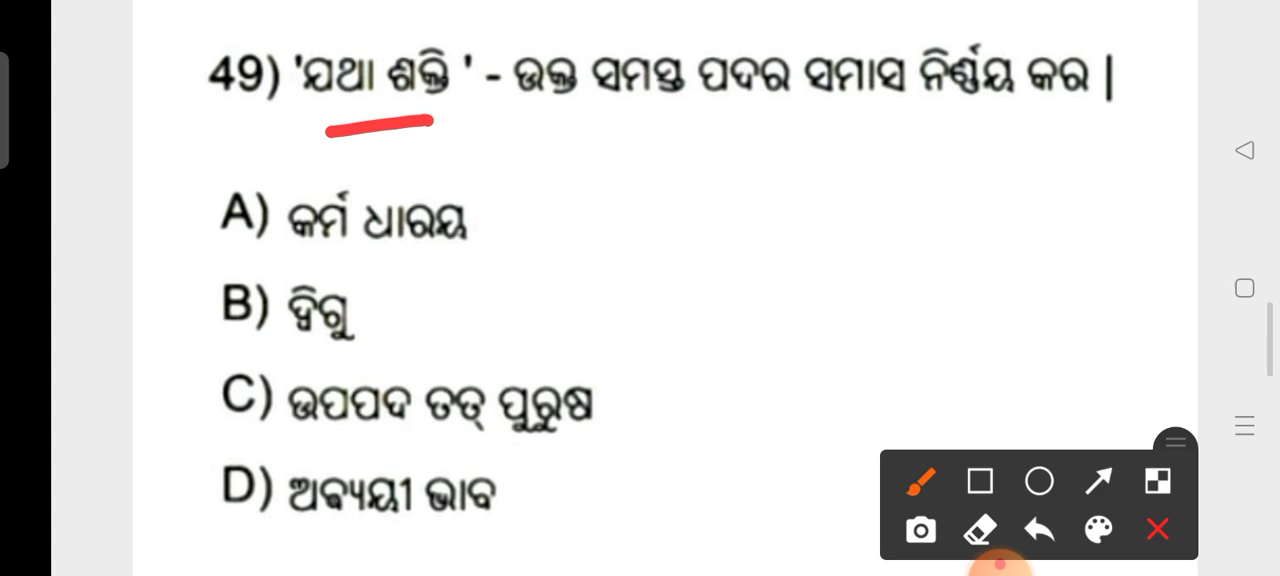 49) 'ଯଥା ଶକ୍ତି ' - ଉକ୍ତ ସମସ୍ତ ପଦର ସମାସ ନିର୍ଣ୍ଣୟ କର |
A) କର୍ମ ଧାରୟ
B) ଦ୍ୱିଗୁ
C) ଉପପଦ ତତ୍ ପୁରୁଷ
D) ଅବ୍ୟୟୀ ଭାବ